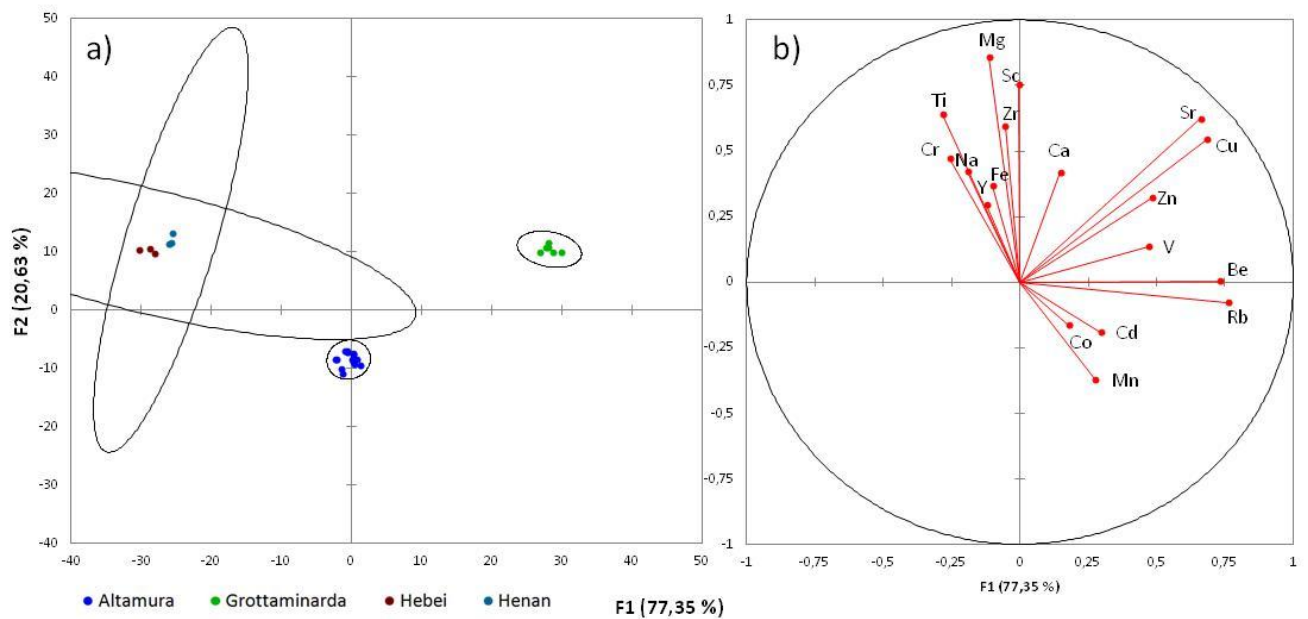 a)
50
40
30
20
10
0
-10
-20
-30
-40
F2 (20,63 %)
-40 -30 -20 -10 0 10 20 30 40 50
F1 (77,35 %)
Altamura Grottaminarda Hebei Henan
b)
1
0,75
0,5
0,25
0
-0,25
-0,5
-0,75
-1
Mg
Sc
Ti
Zr
Sr
Cu
Cr
Na
Ca
Fe
Y
Zn
V
Be
Rb
Co
Cd
Mn
-1 -0,75 -0,5 -0,25 0 0,25 0,5 0,75 1
F1 (77,35 %)